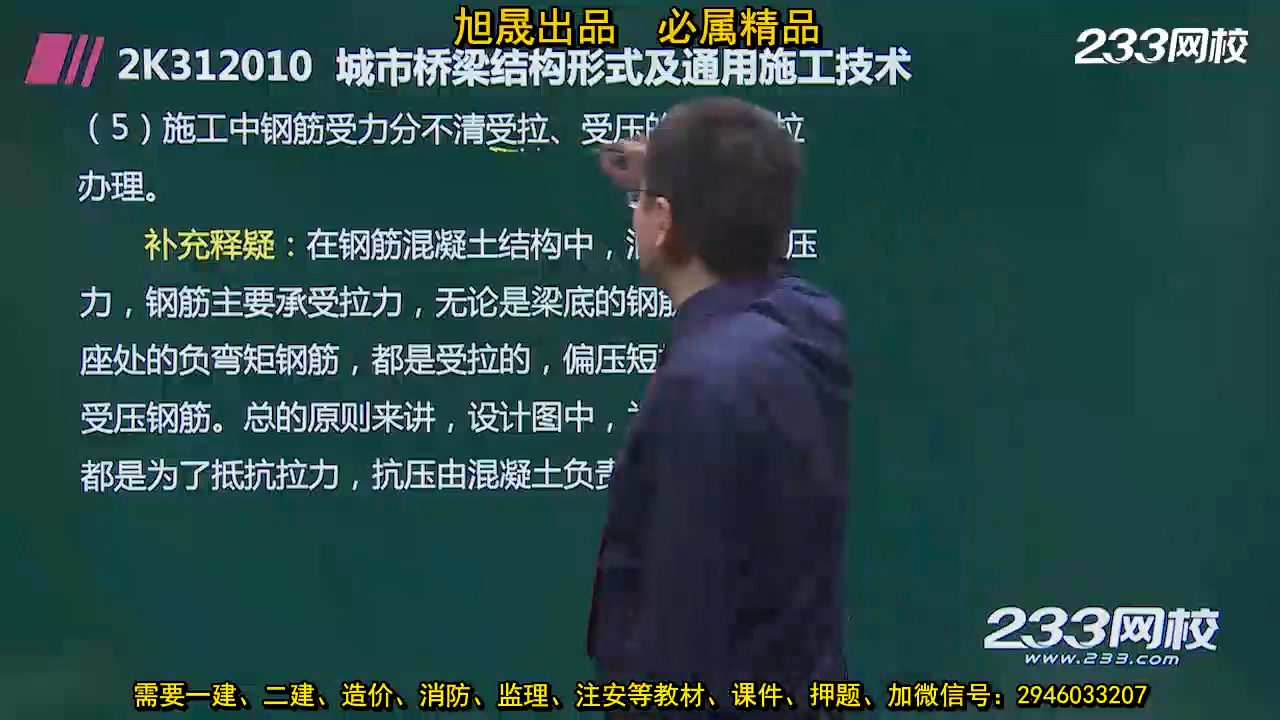 旭晟出品 必属精品
2K312010 城市桥梁结构形式及通用施工技术
233网校
（5）施工中钢筋受力分不清受拉、受压的 拉
办理。
补充释疑：在钢筋混凝土结构中， 压
力，钢筋主要承受拉力，无论是梁底的钢筋
座处的负弯矩钢筋，都是受拉的，偏压短
受压钢筋。总的原则来讲，设计图中，
都是为了抵抗拉力，抗压由混凝土负责
233网校
www.233.com
需要一建、二建、造价、消防、监理、注安等教材、课件、押题、加微信号：2946033207